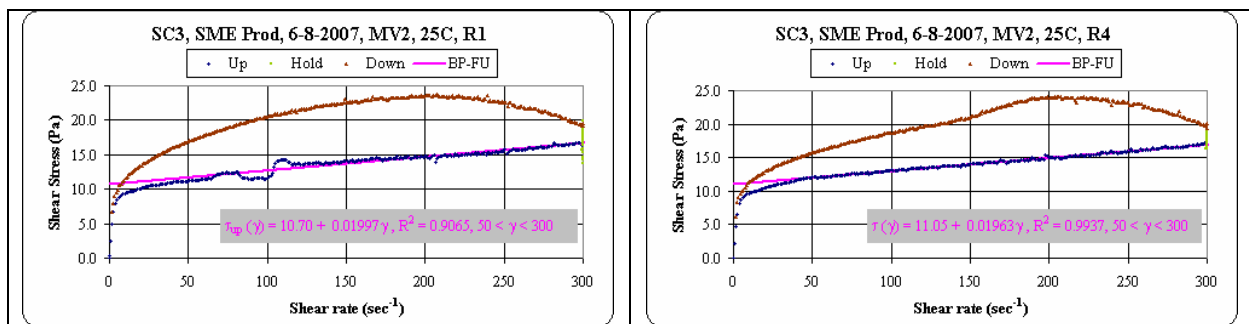 SC3, SME Prod, 6-8-2007, MV2, 25C, R1
Up Hold Down BP-FU
Shear Stress (Pa)
25.0
20.0
15.0
10.0
5.0
0.0
τup (γ̇) = 10.70 + 0.01997 γ̇ , R² = 0.9065, 50 < γ̇ < 300
0 50 100 150 200 250 300
Shear rate (sec⁻¹)
SC3, SME Prod, 6-8-2007, MV2, 25C, R4
Up Hold Down BP-FU
Shear Stress (Pa)
25.0
20.0
15.0
10.0
5.0
0.0
τ (γ̇) = 11.05 + 0.01963 γ̇ , R² = 0.9937, 50 < γ̇ < 300
0 50 100 150 200 250 300
Shear rate (sec⁻¹)